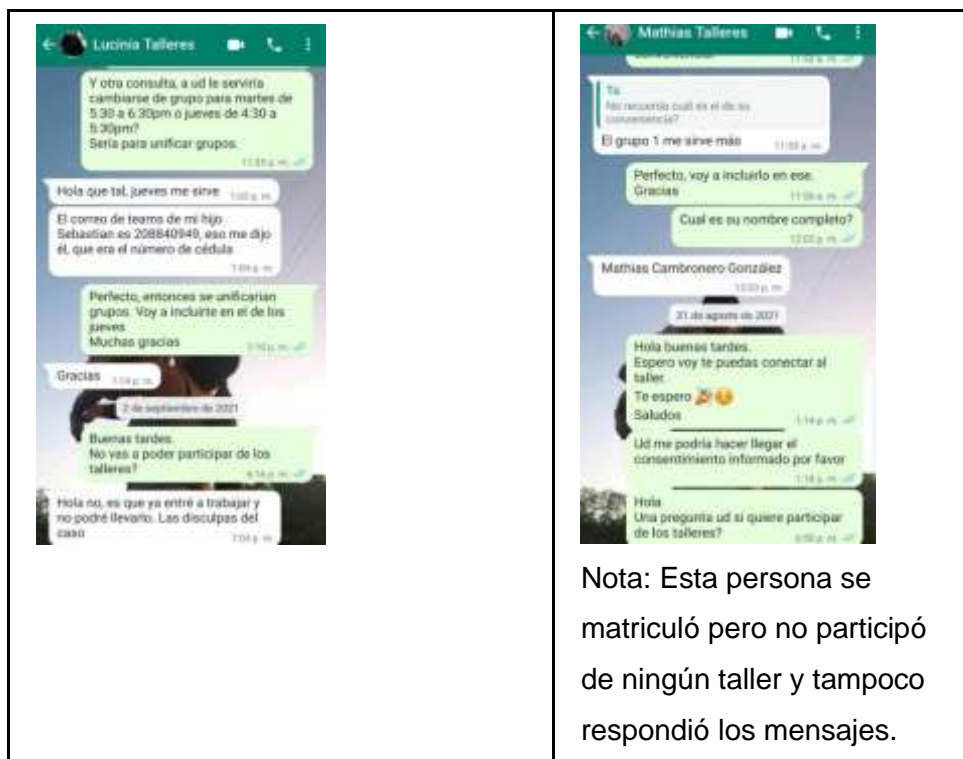 Lucinia Talleres
Y otra consulta, a ud le serviría
cambiarse de grupo para martes de
5.30 a 6:30pm o jueves de 4:30 a
5:30pm?
Sería para unificar grupos.
Hola que tal, jueves me sirve
El correo de teams de mi hijo
Sebastian es 208840949, eso me dijo
él, que era el número de cédula
1:04 p. m.
Perfecto, entonces se unificarian
grupos. Voy a incluirte en el de los
jueves
Muchas gracias
Gracias
2 de septiembre de 2021
Buenas tardes.
No vas a poder participar de los
talleres?
Hola no, es que ya entré a trabajar y
no podré llevarlo. Las disculpas del
caso
Mathias Talleres
Tú
No recuerdo cuál es el de su
conveniencia?
El grupo 1 me sirve más
Perfecto, voy a incluirlo en ese.
Gracias
Cual es su nombre completo?
Mathias Cambronero González
31 de agosto de 2021
Hola buenas tardes.
Espero voy te puedas conectar al
taller.
Te espero
Saludos
Ud me podría hacer llegar el
consentimiento informado por favor
Hola
Una pregunta ud si quiere participar
de los talleres?
Nota: Esta persona se
matriculó pero no participó
de ningún taller y tampoco
respondió los mensajes.